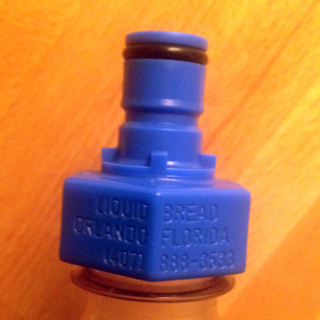 LIQUID BREAD
ORLANDO FLORIDA
(407) 888-3533